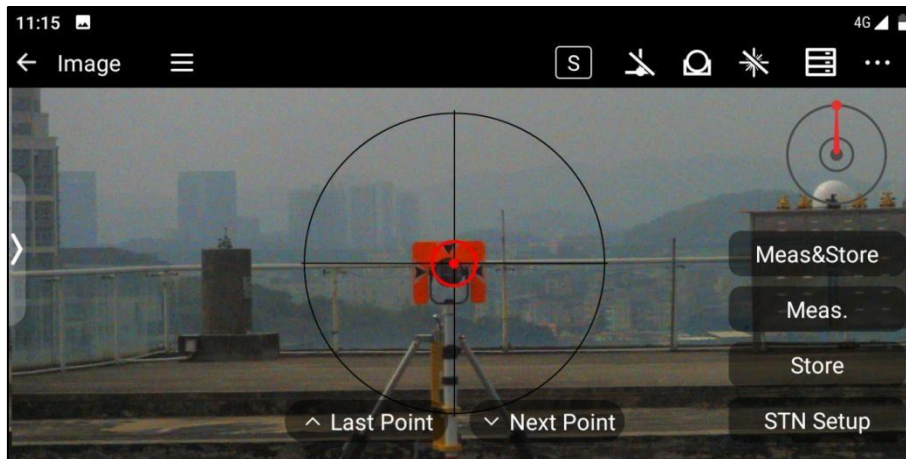 11:15
4G
Image
S
Meas&Store
Meas.
Store
Last Point
Next Point
STN Setup